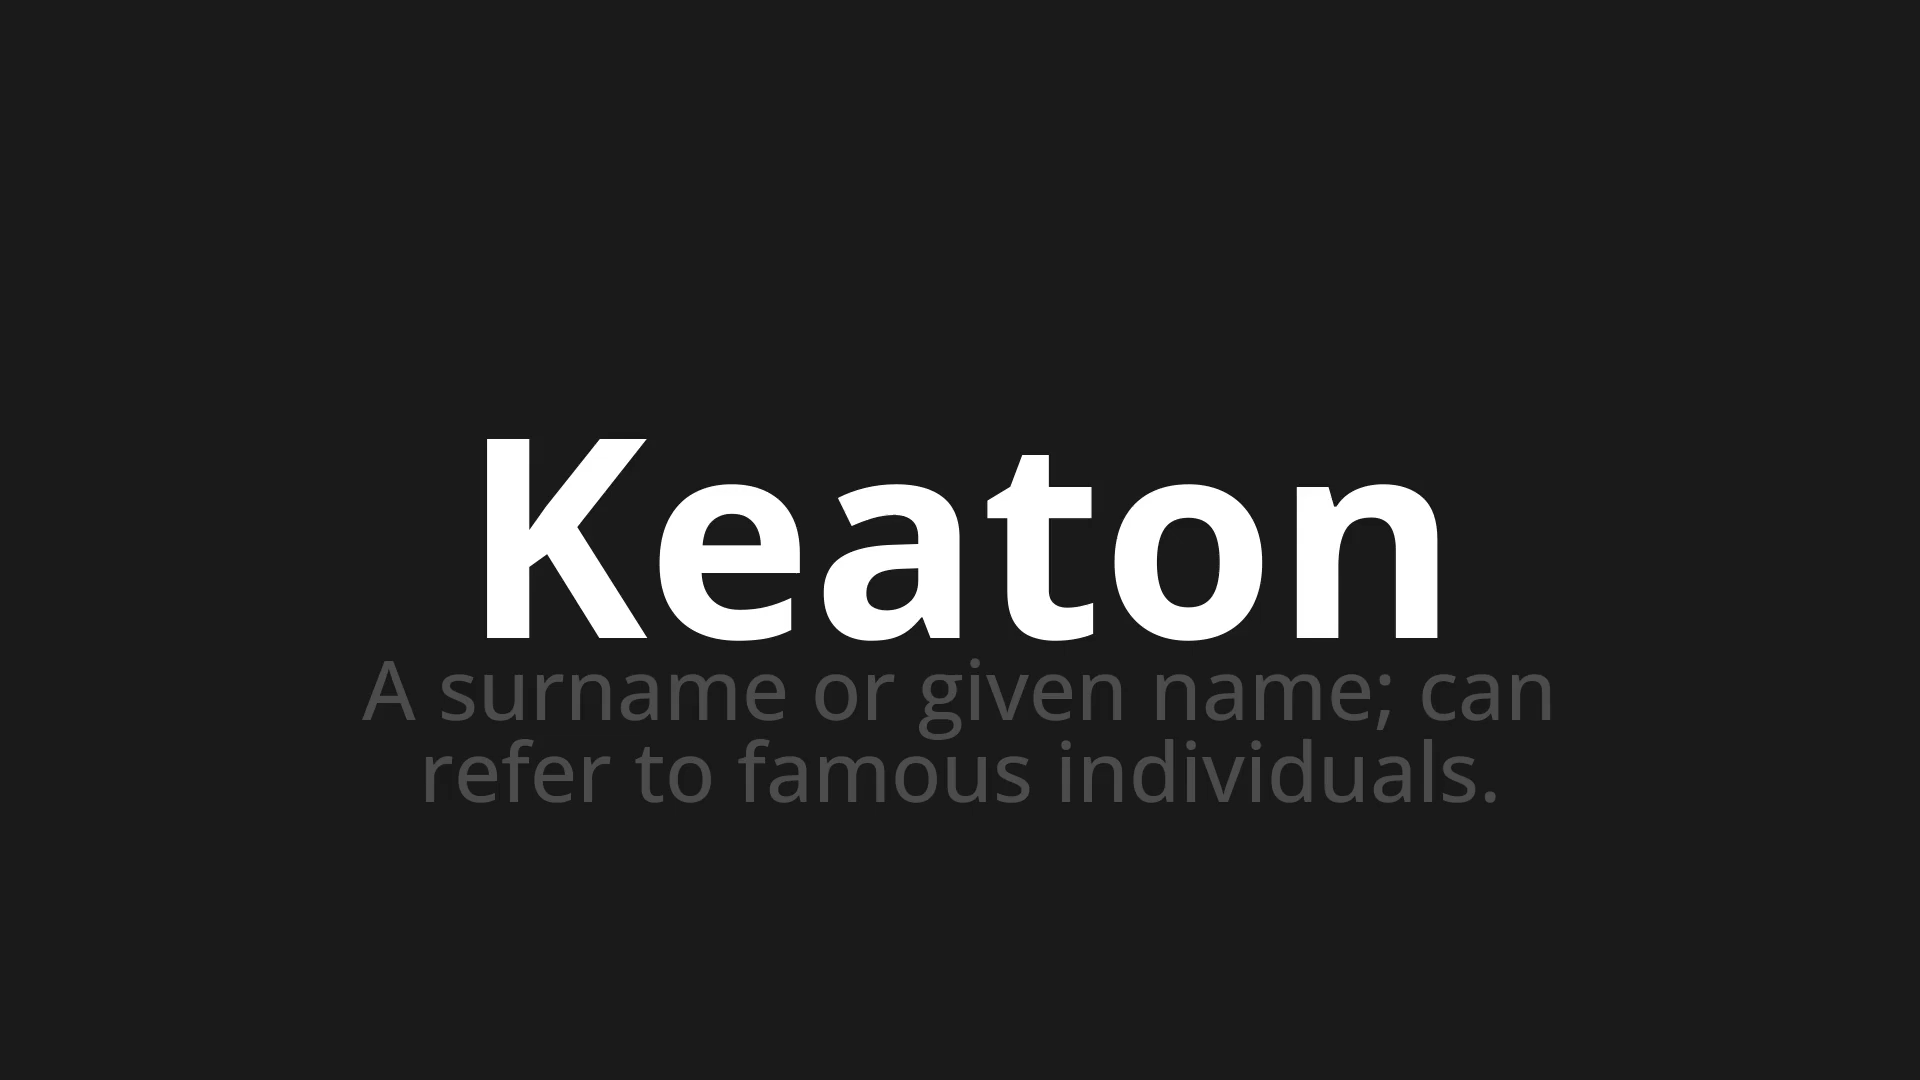 Keaton
A surname or given name; can
refer to famous individuals.